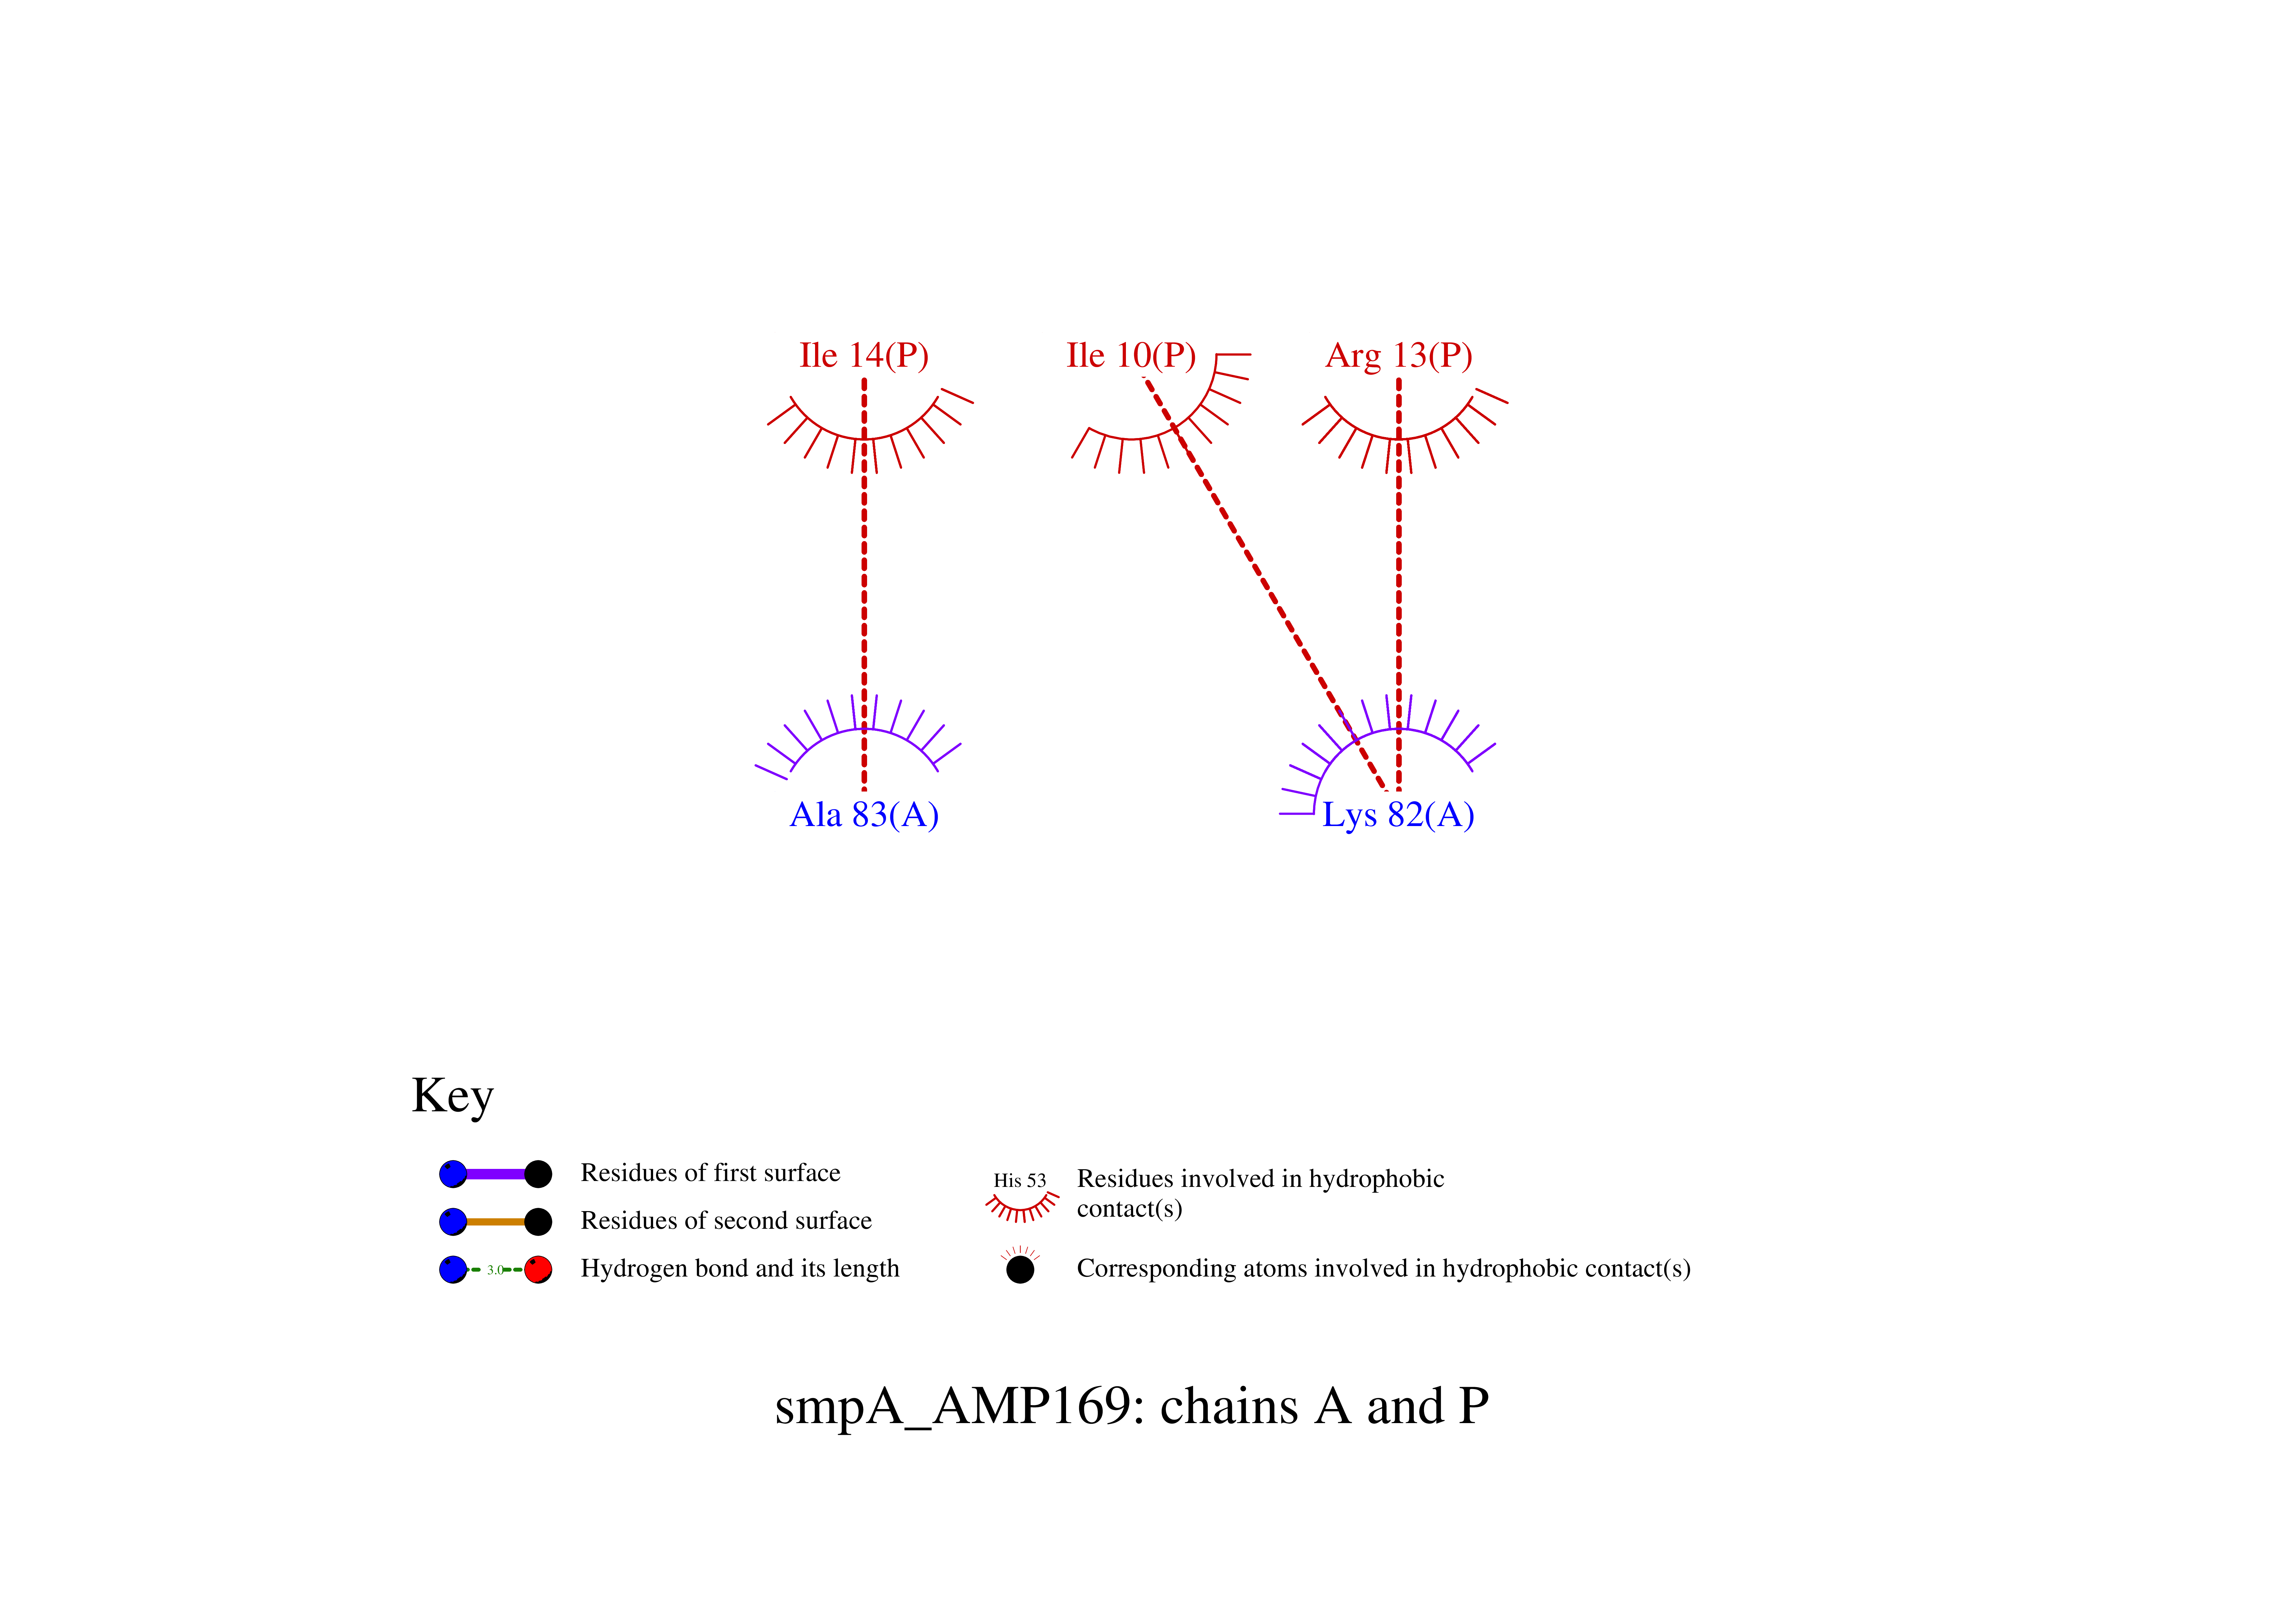 Ile 14(P) Ile 10(P) Arg 13(P)
Ala 83(A) Lys 82(A)
Key
Residues of first surface
Residues of second surface
3.0 Hydrogen bond and its length
His 53 Residues involved in hydrophobic
contact(s)
Corresponding atoms involved in hydrophobic contact(s)
smpA_AMP169: chains A and P